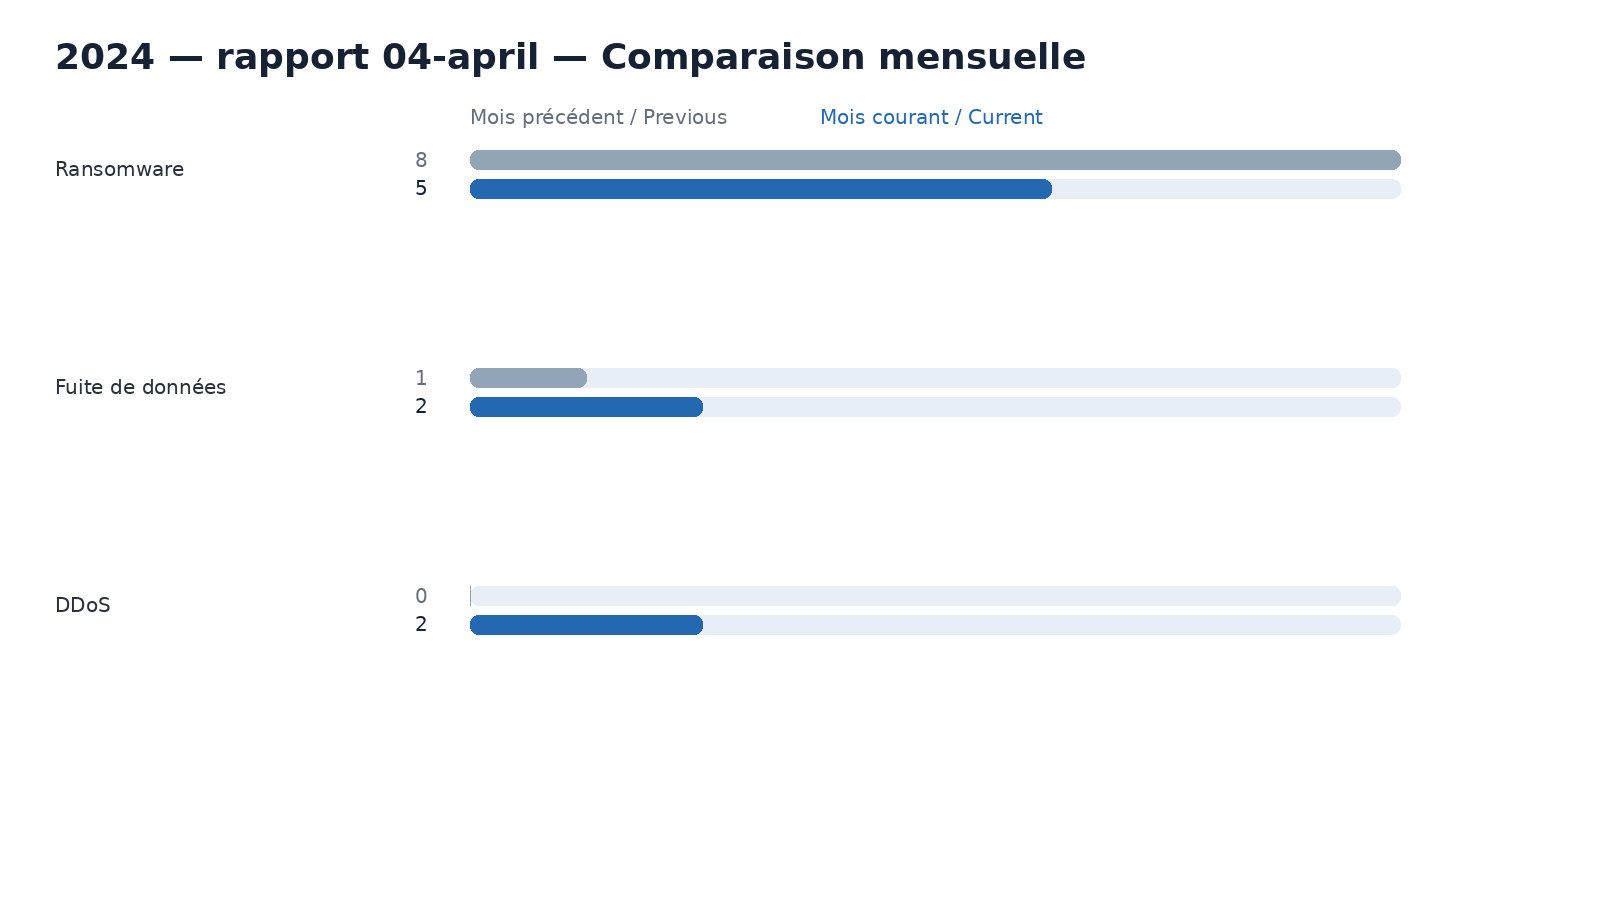 2024 — rapport 04-april — Comparaison mensuelle
Mois précédent / Previous
Mois courant / Current
Ransomware
8
5
Fuite de données
1
2
DDoS
0
2